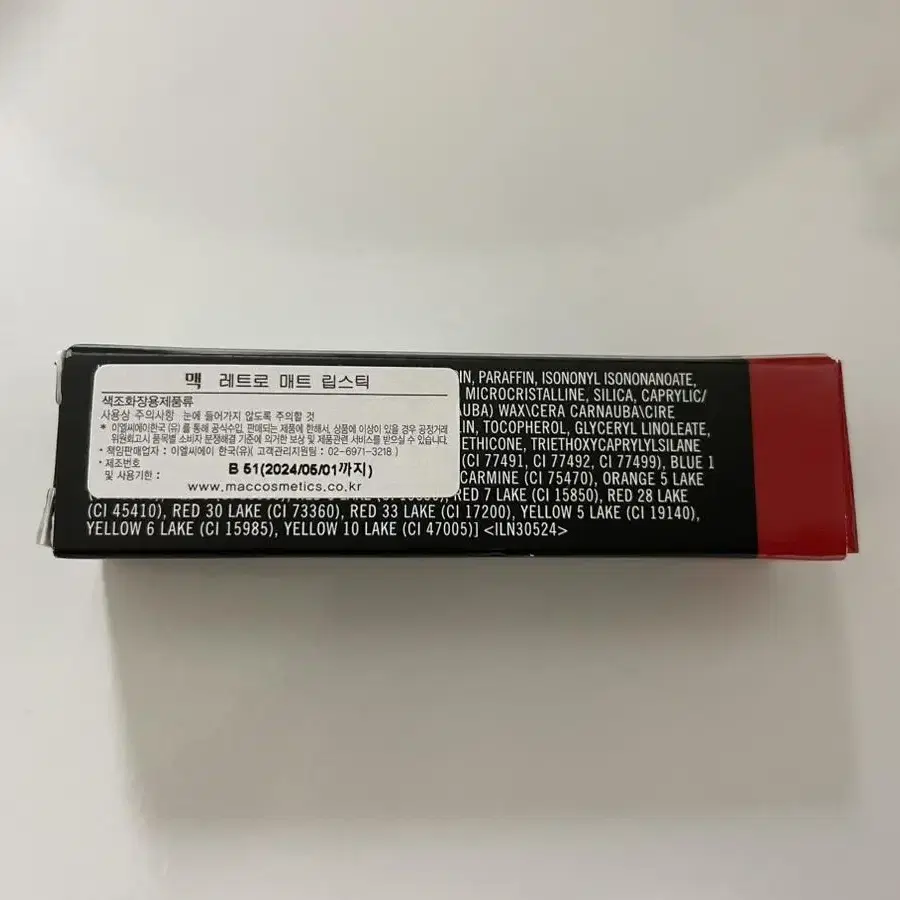 맥 레트로 매트 립스틱
색조화장용제품류
사용상 주의사항 눈에 들어가지 않도록 주의할 것
* 이엘씨에이한국 (유) 를 통해 공식수입, 판매되는 제품에 한해서, 상품에 이상이 있을 경우 공정거래
위원회고시 품목별 소비자 분쟁해결 기준에 의거한 보상 및 제품관련 서비스를 받으실 수 있습니다.
· 책임판매업자 : 이엘씨에이 한국(유)( 고객관리지원팀 : 02-6971-3218 )
· 제조번호
및 사용기한 : B 51(2024/05/01까지)
www.maccosmetics.co.kr
IN, PARAFFIN, ISONONYL ISONONANOATE,
MICROCRISTALLINE, SILICA, CAPRYLIC/
AUBA) WAX\CERA CARNAUBA\CIRE
IN, TOCOPHEROL, GLYCERYL LINOLEATE,
ETHICONE, TRIETHOXYCAPRYLYLSILANE
(CI 77491, CI 77492, CI 77499), BLUE 1
CARMINE (CI 75470), ORANGE 5 LAKE
RED 7 LAKE (CI 15850), RED 28 LAKE
(CI 45410), RED 30 LAKE (CI 73360), RED 33 LAKE (CI 17200), YELLOW 5 LAKE (CI 19140),
YELLOW 6 LAKE (CI 15985), YELLOW 10 LAKE (CI 47005)] <ILN30524>